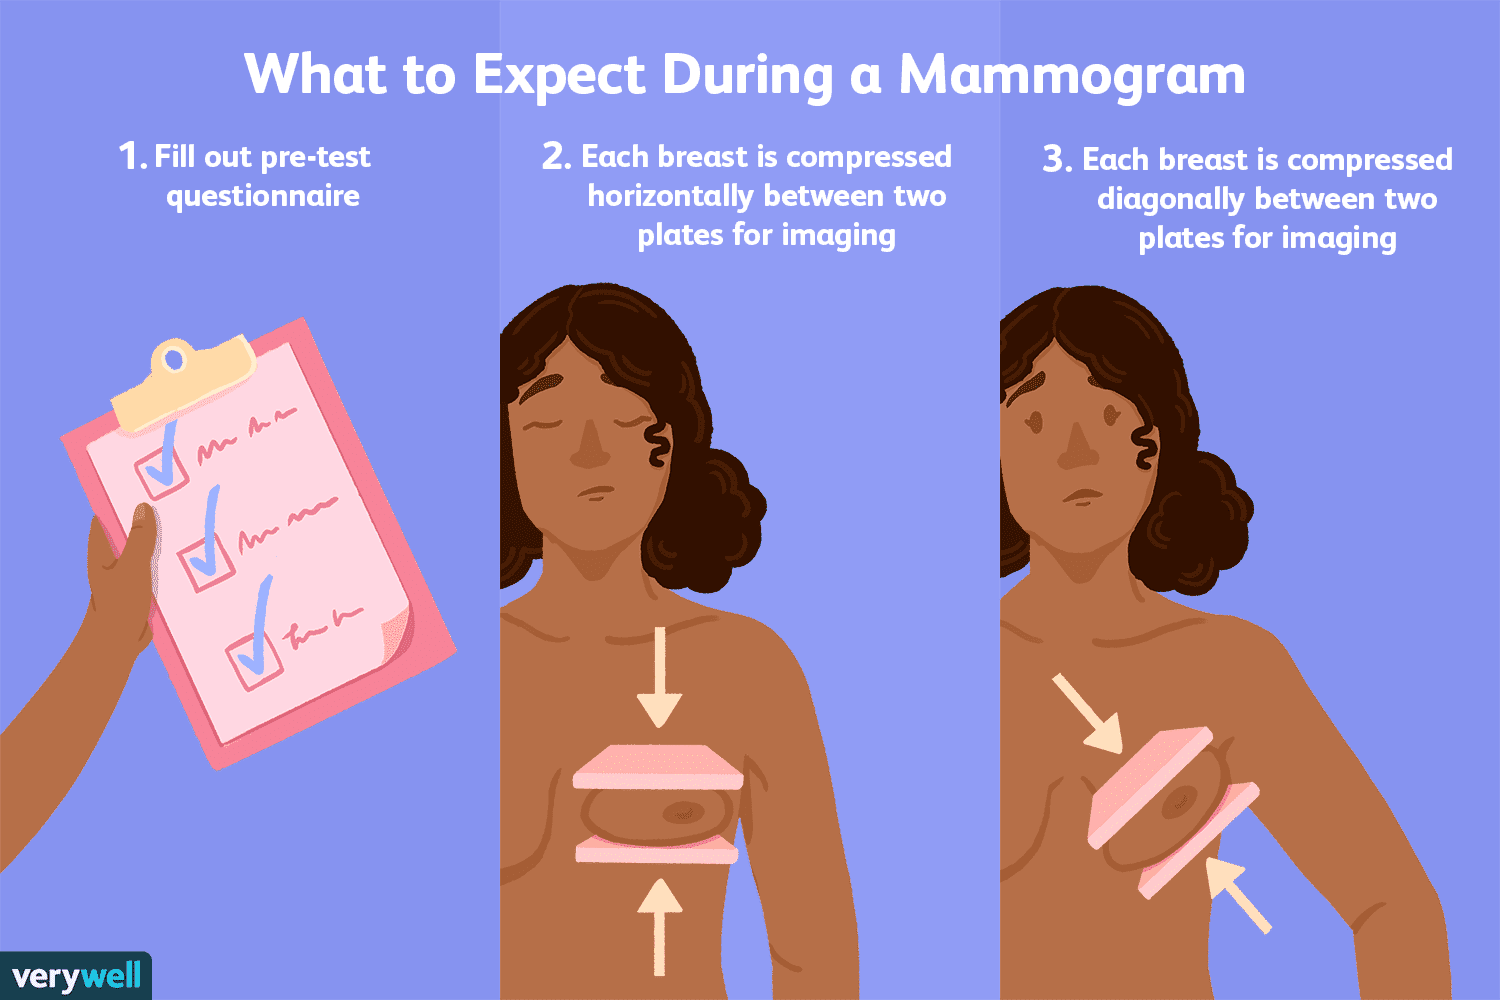 What to Expect During a Mammogram
1. Fill out pre-test
questionnaire
2. Each breast is compressed
horizontally between two
plates for imaging
3. Each breast is compressed
diagonally between two
plates for imaging
verywell